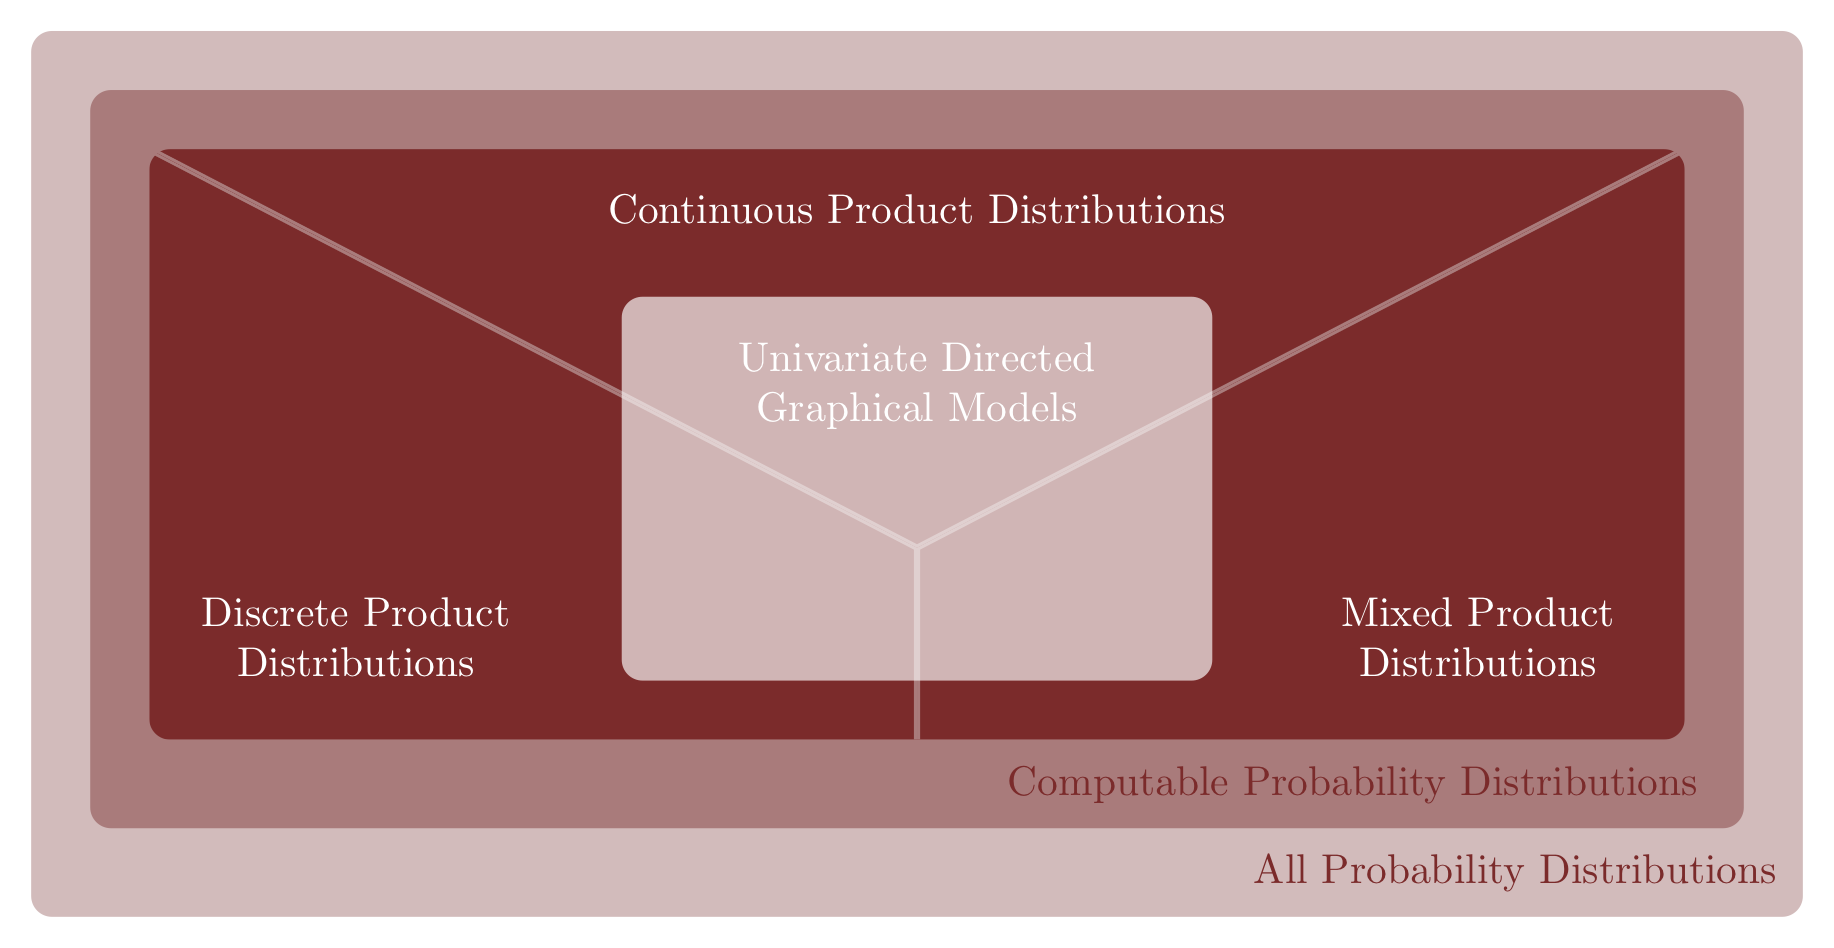 Continuous Product Distributions
Univariate Directed
Graphical Models
Discrete Product
Distributions
Mixed Product
Distributions
Computable Probability Distributions
All Probability Distributions